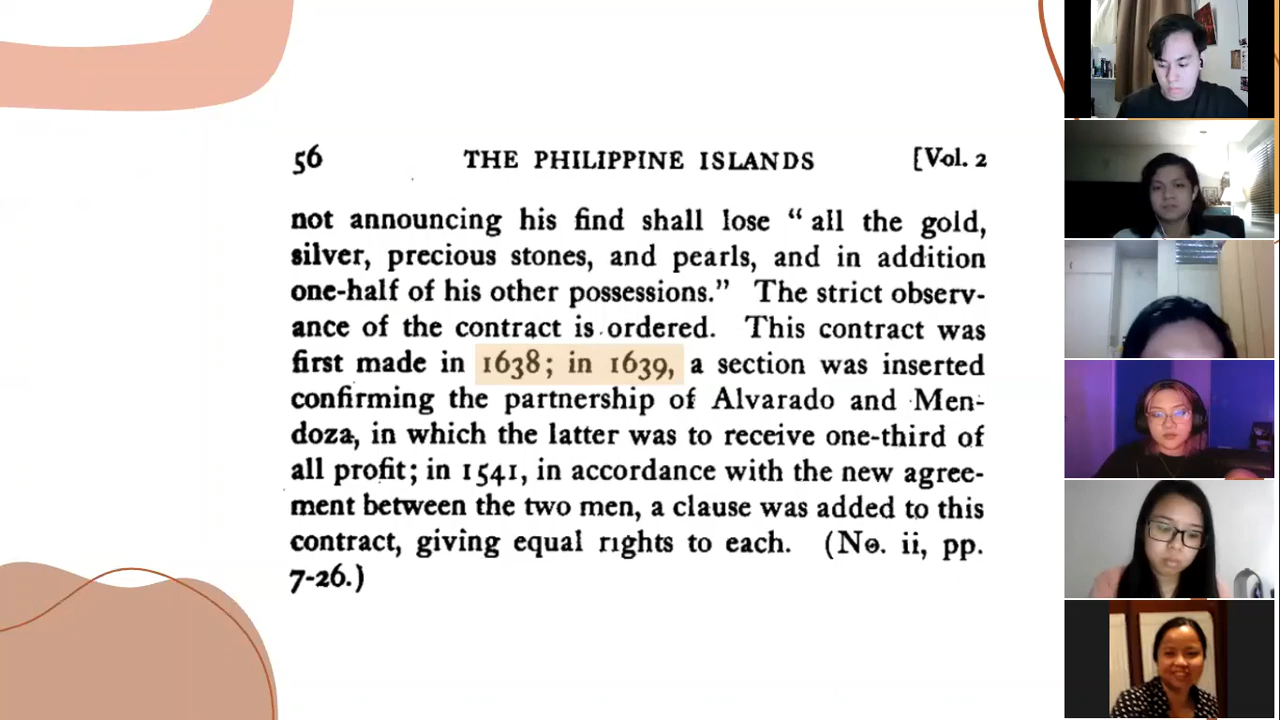 56 THE PHILIPPINE ISLANDS [Vol. 2
not announcing his find shall lose “ all the gold,
silver, precious stones, and pearls, and in addition
one-half of his other possessions.” The strict observ-
ance of the contract is ordered. This contract was
first made in 1638; in 1639, a section was inserted
confirming the partnership of Alvarado and Men-
doza, in which the latter was to receive one-third of
all profit; in 1541, in accordance with the new agree-
ment between the two men, a clause was added to this
contract, giving equal rights to each. (No. ii, pp.
7-26.)